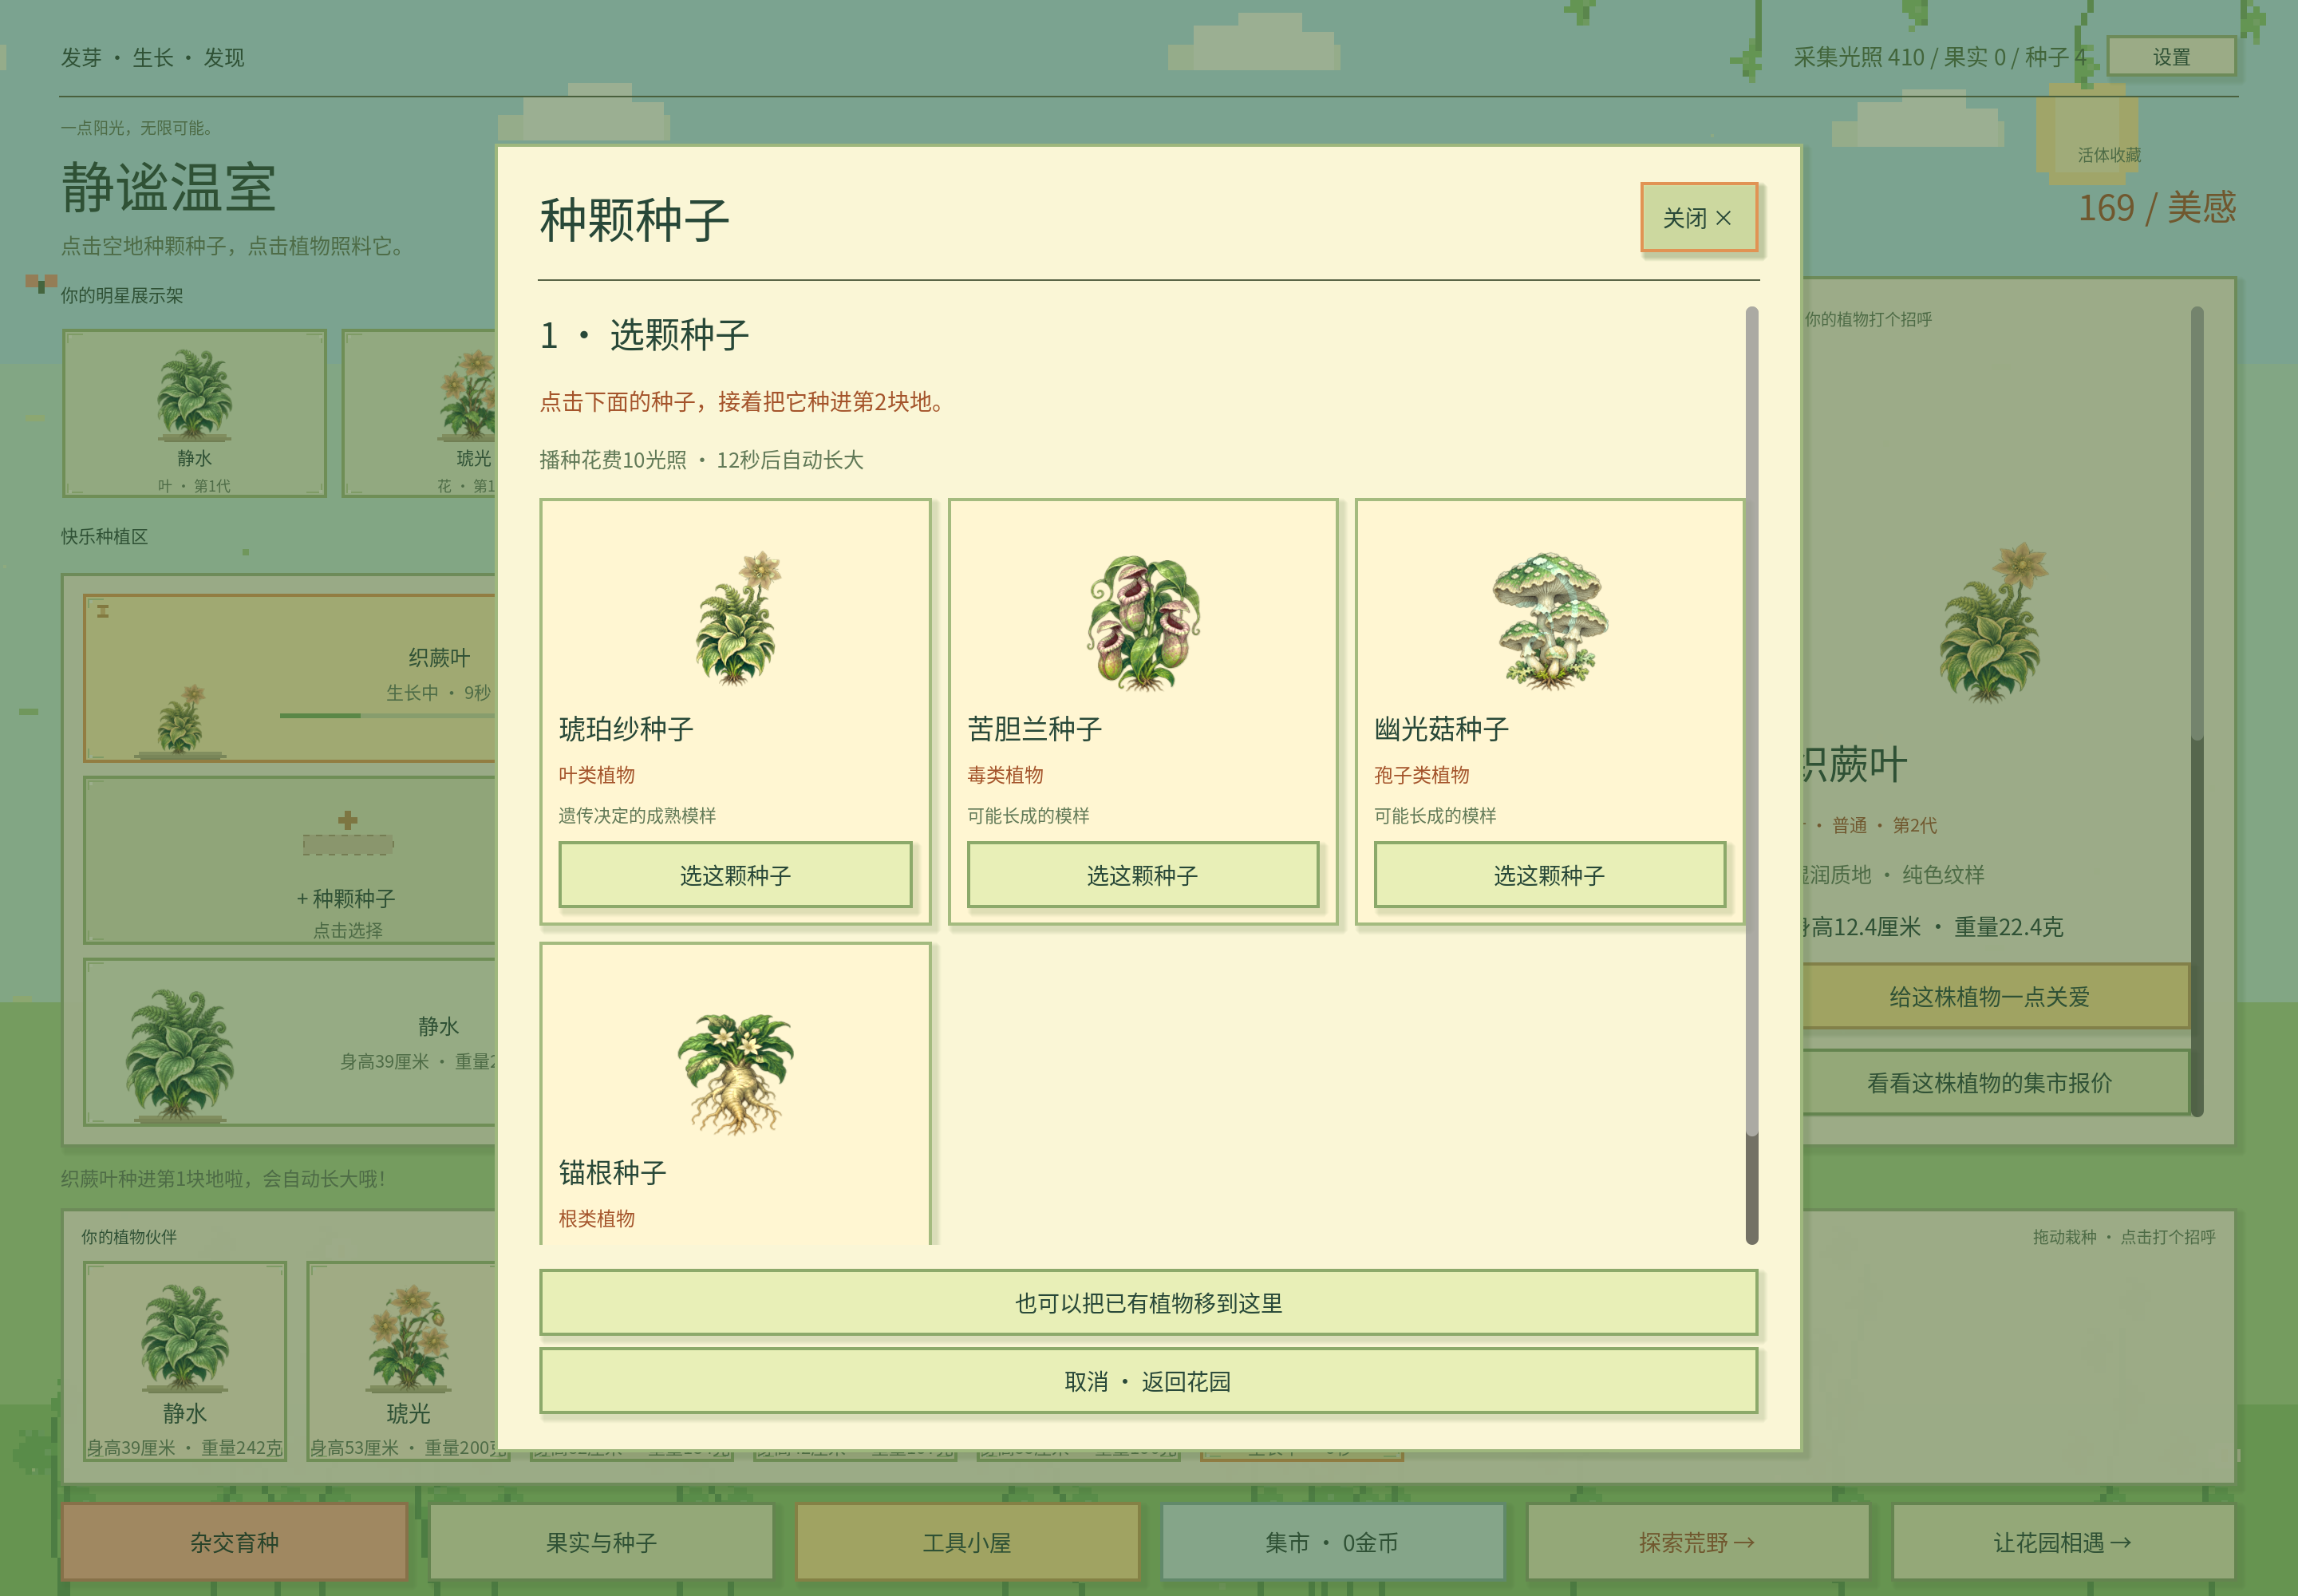 发芽 · 生长 · 发现
采集光照 410 / 果实 0 / 种子 4
设置
一点阳光，无限可能。
静谧温室
点击空地种颗种子，点击植物照料它。
活体收藏
169 / 美感
你的明星展示架
静水
叶 · 第1代
琥光
花 · 第1
快乐种植区
织蕨叶
生长中 · 9秒
+ 种颗种子
点击选择
静水
身高39厘米 · 重量2
织蕨叶种进第1块地啦，会自动长大哦！
种颗种子
关闭 ×
1 · 选颗种子
点击下面的种子，接着把它种进第2块地。
播种花费10光照 · 12秒后自动长大
琥珀纱种子
叶类植物
遗传决定的成熟模样
选这颗种子
苦胆兰种子
毒类植物
可能长成的模样
选这颗种子
幽光菇种子
孢子类植物
可能长成的模样
选这颗种子
锚根种子
根类植物
也可以把已有植物移到这里
取消 · 返回花园
你的植物打个招呼
织蕨叶
· 普通 · 第2代
润质地 · 纯色纹样
高12.4厘米 · 重量22.4克
给这株植物一点关爱
看看这株植物的集市报价
你的植物伙伴
拖动栽种 · 点击打个招呼
静水
身高39厘米 · 重量242克
琥光
身高53厘米 · 重量200克
杂交育种
果实与种子
工具小屋
集市 · 0金币
探索荒野 →
让花园相遇 →